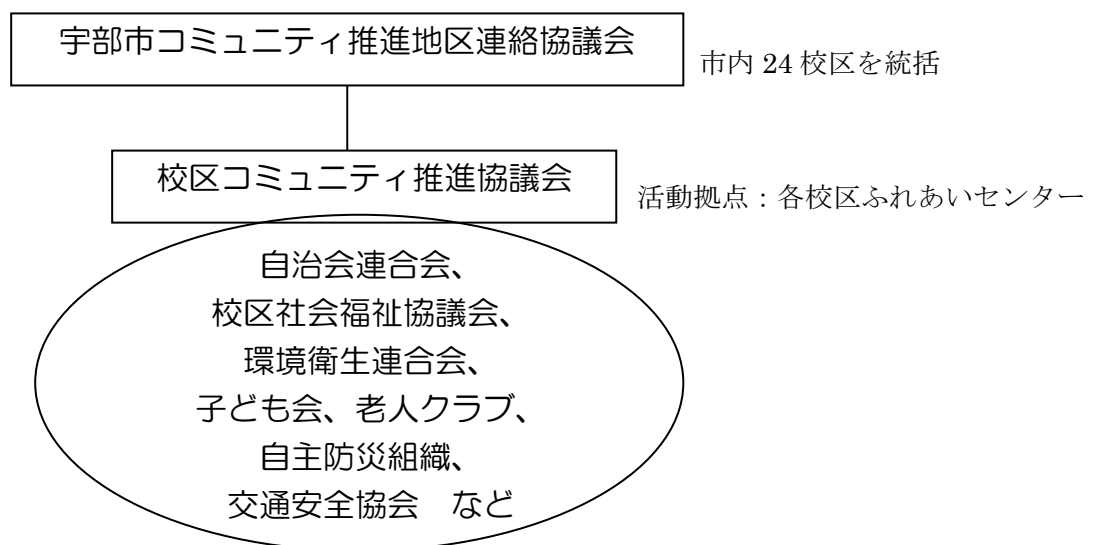 宇部市コミュニティ推進地区連絡協議会
市内 24 校区を統括
校区コミュニティ推進協議会
活動拠点：各校区ふれあいセンター
自治会連合会、
校区社会福祉協議会、
環境衛生連合会、
子ども会、老人クラブ、
自主防災組織、
交通安全協会　など